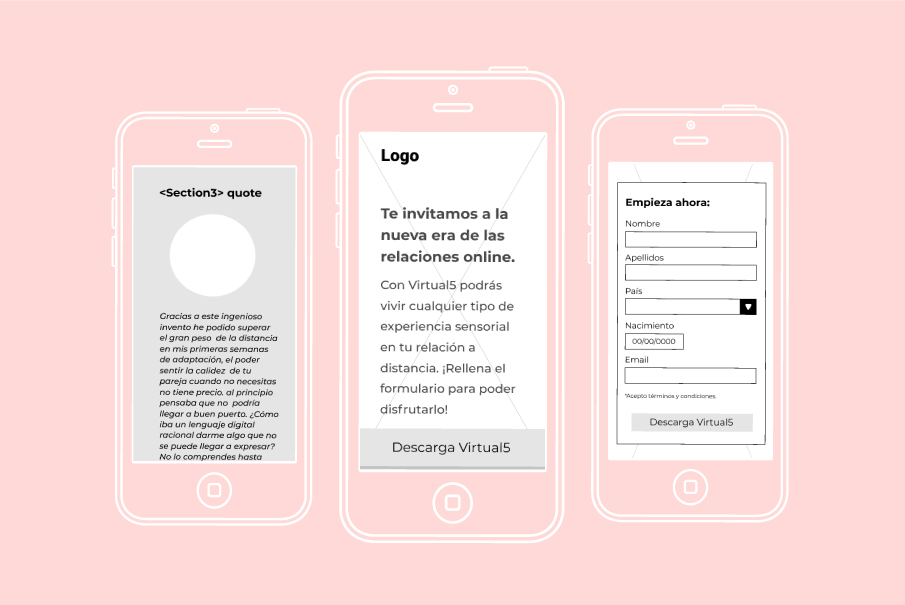 <Section3> quote
Gracias a este ingenioso
invento he podido superar
el gran peso de la distancia
en mis primeras semanas
de adaptación, el poder
sentir la calidez de tu
pareja cuando no necesitas
no tiene precio. al principio
pensaba que no podría
llegar a buen puerto. ¿Cómo
iba un lenguaje digital
racional darme algo que no
se puede llegar a expresar?
No lo comprendes hasta
Logo
Te invitamos a la
nueva era de las
relaciones online.
Con Virtual5 podrás
vivir cualquier tipo de
experiencia sensorial
en tu relación a
distancia. ¡Rellena el
formulario para poder
disfrutarlo!
Descarga Virtual5
Empieza ahora:
Nombre
Apellidos
País
Nacimiento
00/00/0000
Email
*Acepto términos y condiciones.
Descarga Virtual5